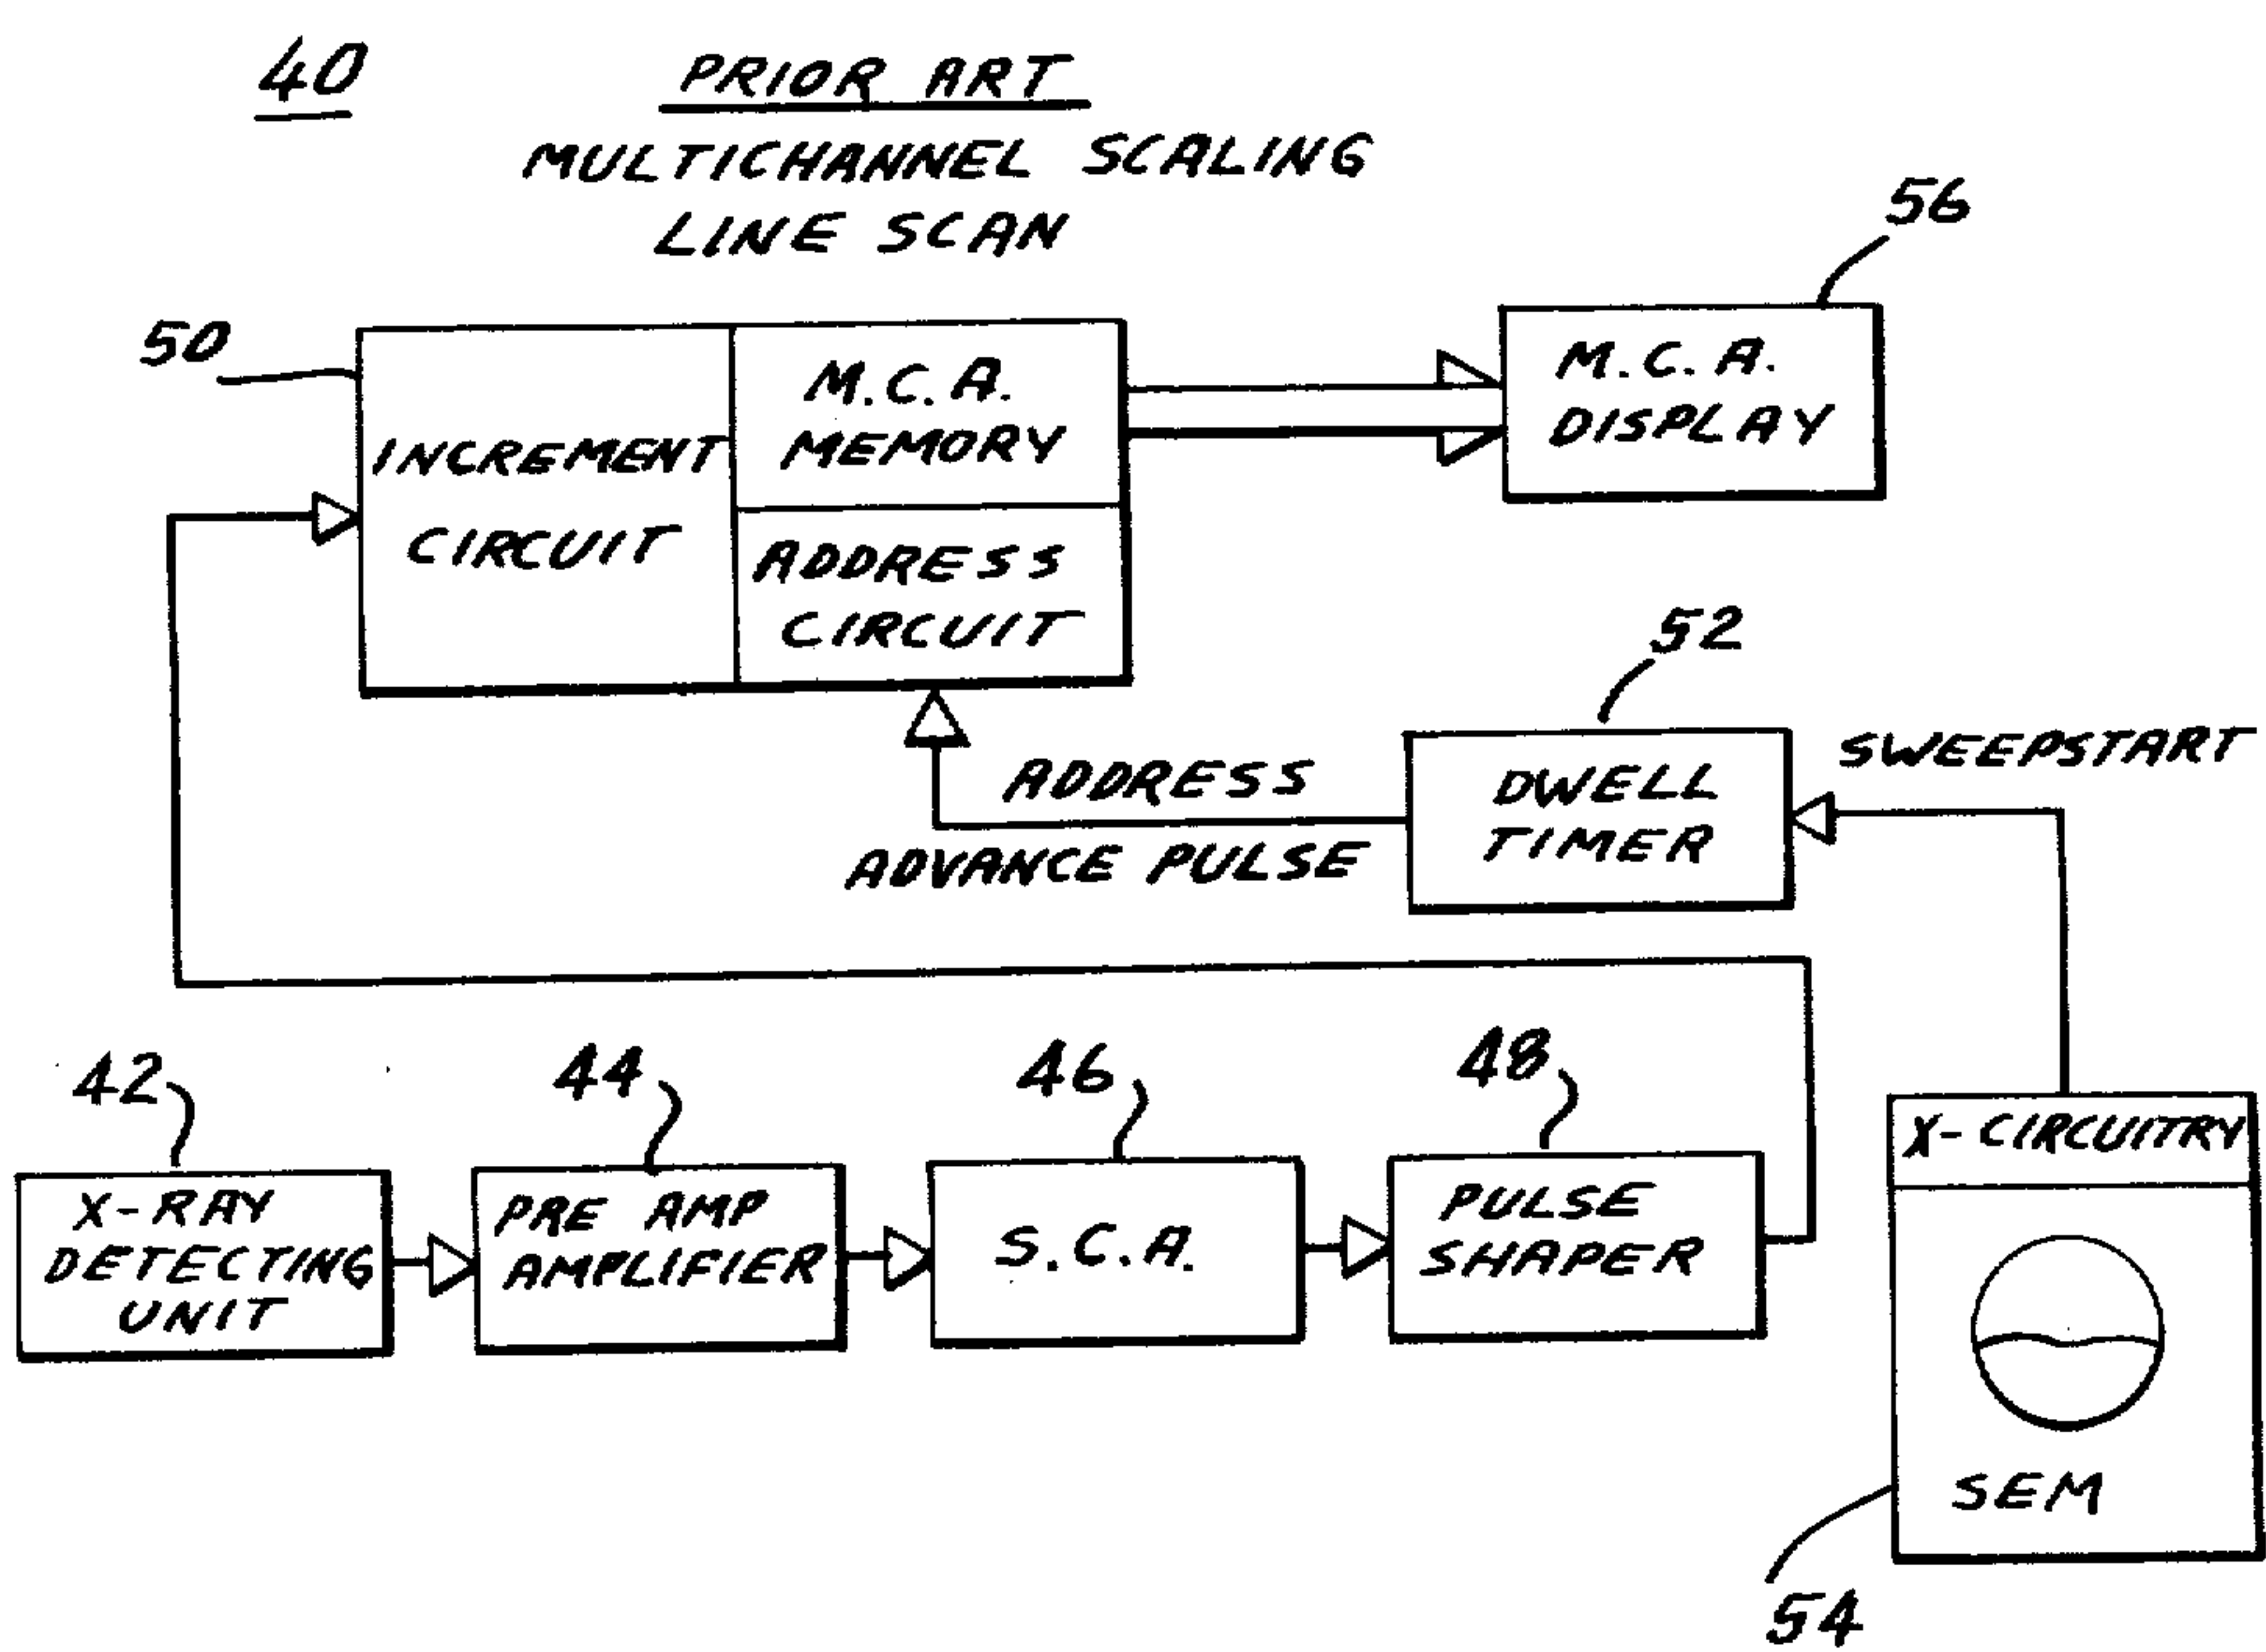 40
PRIOR ART
MULTICHANNEL SCALING
LINE SCAN
56
50
INCREMENT
CIRCUIT
M.C.A.
MEMORY
ADDRESS
CIRCUIT
M.C.A.
DISPLAY
52
DWELL
TIMER
SWEEPSTART
ADDRESS
ADVANCE PULSE
42
X-RAY
DETECTING
UNIT
44
PRE AMP
AMPLIFIER
46
S.C.A.
48
PULSE
SHAPER
X-CIRCUITRY
SEM
54